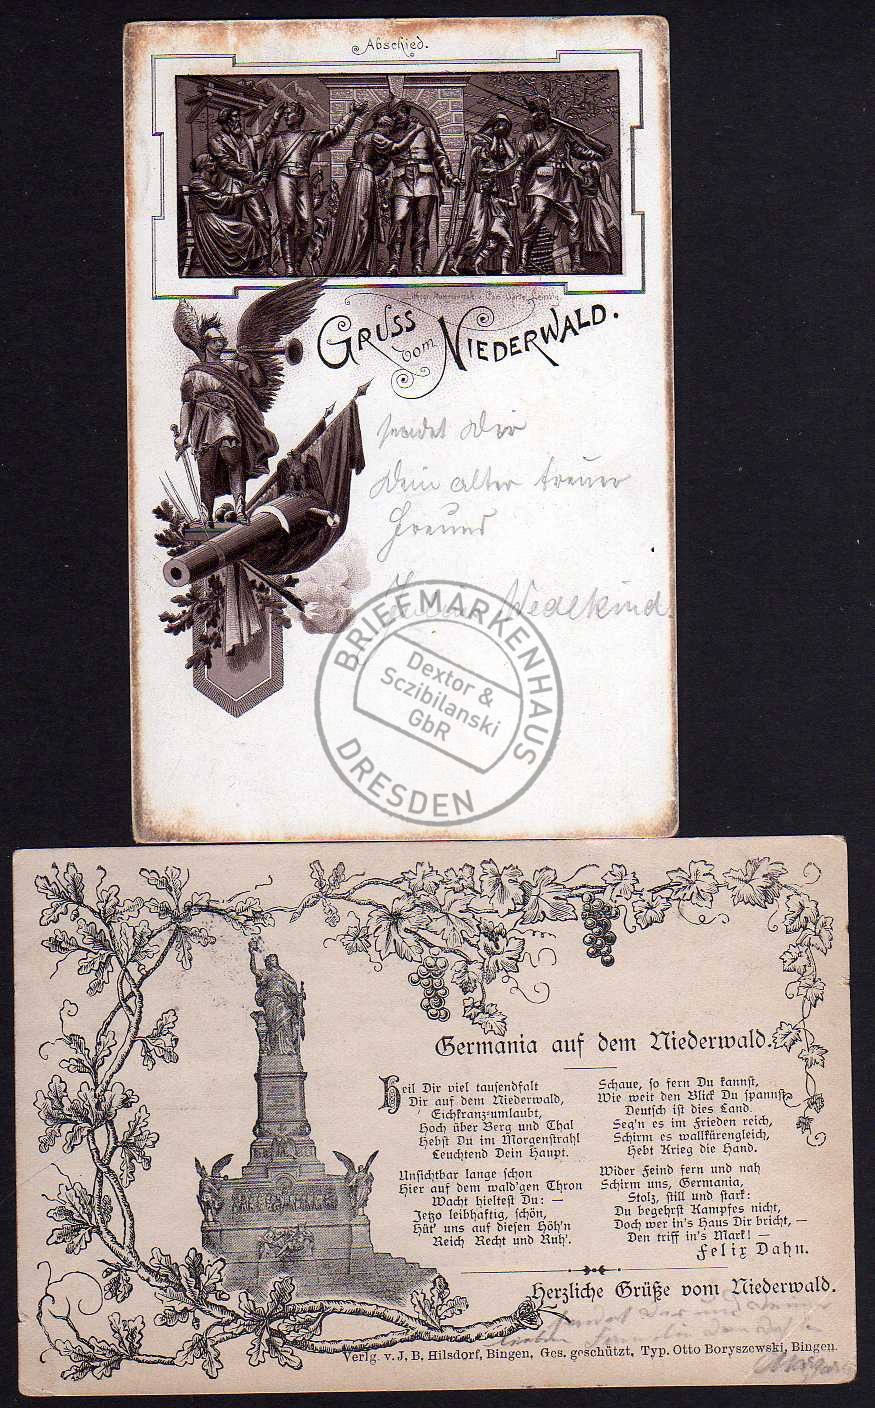 Abschied.
GRUSS
vom NIEDERWALD.
sendet Dir
Dein alter treuer
Freund
Wedekind
BRIEFMARKENHAUS
DRESDEN
Dextor &
Sczibilanski
GbR
Germania auf dem Niederwald.
Heil Dir viel tausendfalt
Dir auf dem Niederwald,
Eichkranz-umlaubt,
Hoch über Berg und Thal
Hebst Du im Morgenstrahl
Leuchtend Dein Haupt.
Unsichtbar lange schon
Hier auf dem wald'gen Thron
Wacht hieltest Du: —
Jetzo leibhaftig, schön,
Hüt' uns auf diesen Höh'n
Reich Recht und Ruh'.
Schaue, so fern Du kannst,
Wie weit den Blick Du spannst
Deutsch ist dies Land.
Seg'n es im Frieden reich,
Schirm es wallkürengleich,
Hebt Krieg die Hand.
Wider Feind fern und nah
Schirm uns, Germania,
Stolz, still und stark:
Du begehrst Kampfes nicht,
Doch wer in's Haus Dir bricht, —
Den triff in's Mark! —
Felix Dahn.
Herzliche Grüße vom Niederwald.
Verlg. v. J. B. Hilsdorf, Bingen, Ges. geschützt, Typ. Otto Boryszewski, Bingen.